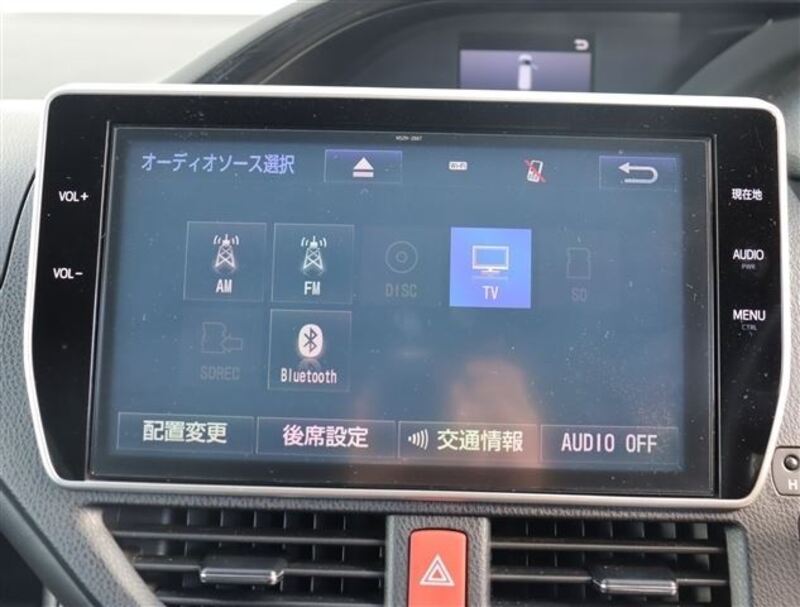 NSZN-Z66T
オーディオソース選択
Wi-Fi
VOL+
現在地
AM
FM
DISC
TV
SD
AUDIO
PWR
VOL-
MENU
CTRL
SDREC
Bluetooth
配置変更
後席設定
交通情報
AUDIO OFF
H